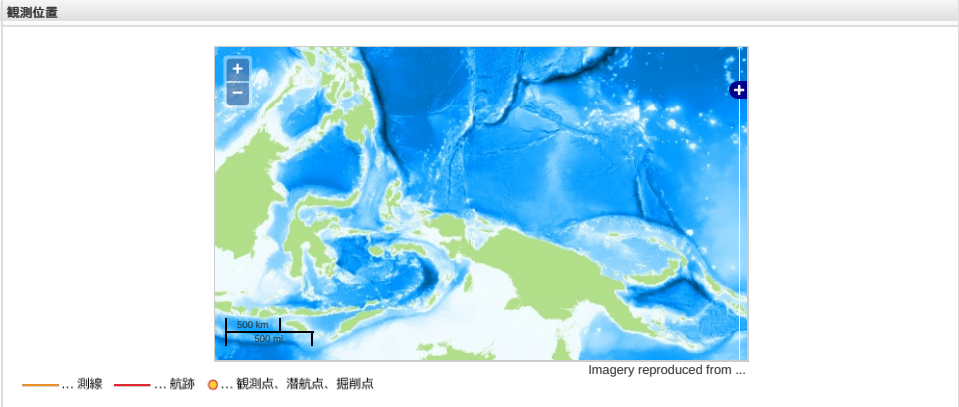 観測位置
+
−
+
500 km
500 mi
Imagery reproduced from ...
... 測線 ... 航跡 ... 観測点、潜航点、掘削点